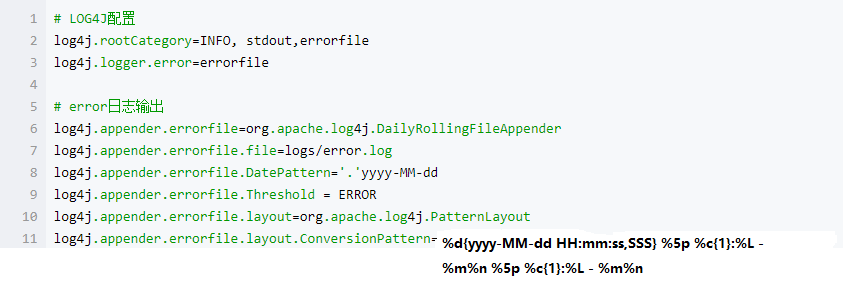 1 # LOG4J配置
2 log4j.rootCategory=INFO, stdout,errorfile
3 log4j.logger.error=errorfile
4
5 # error日志输出
6 log4j.appender.errorfile=org.apache.log4j.DailyRollingFileAppender
7 log4j.appender.errorfile.file=logs/error.log
8 log4j.appender.errorfile.DatePattern='.'yyyy-MM-dd
9 log4j.appender.errorfile.Threshold = ERROR
10 log4j.appender.errorfile.layout=org.apache.log4j.PatternLayout
11 log4j.appender.errorfile.layout.ConversionPattern=%d{yyyy-MM-dd HH:mm:ss,SSS} %5p %c{1}:%L -
%m%n %5p %c{1}:%L - %m%n